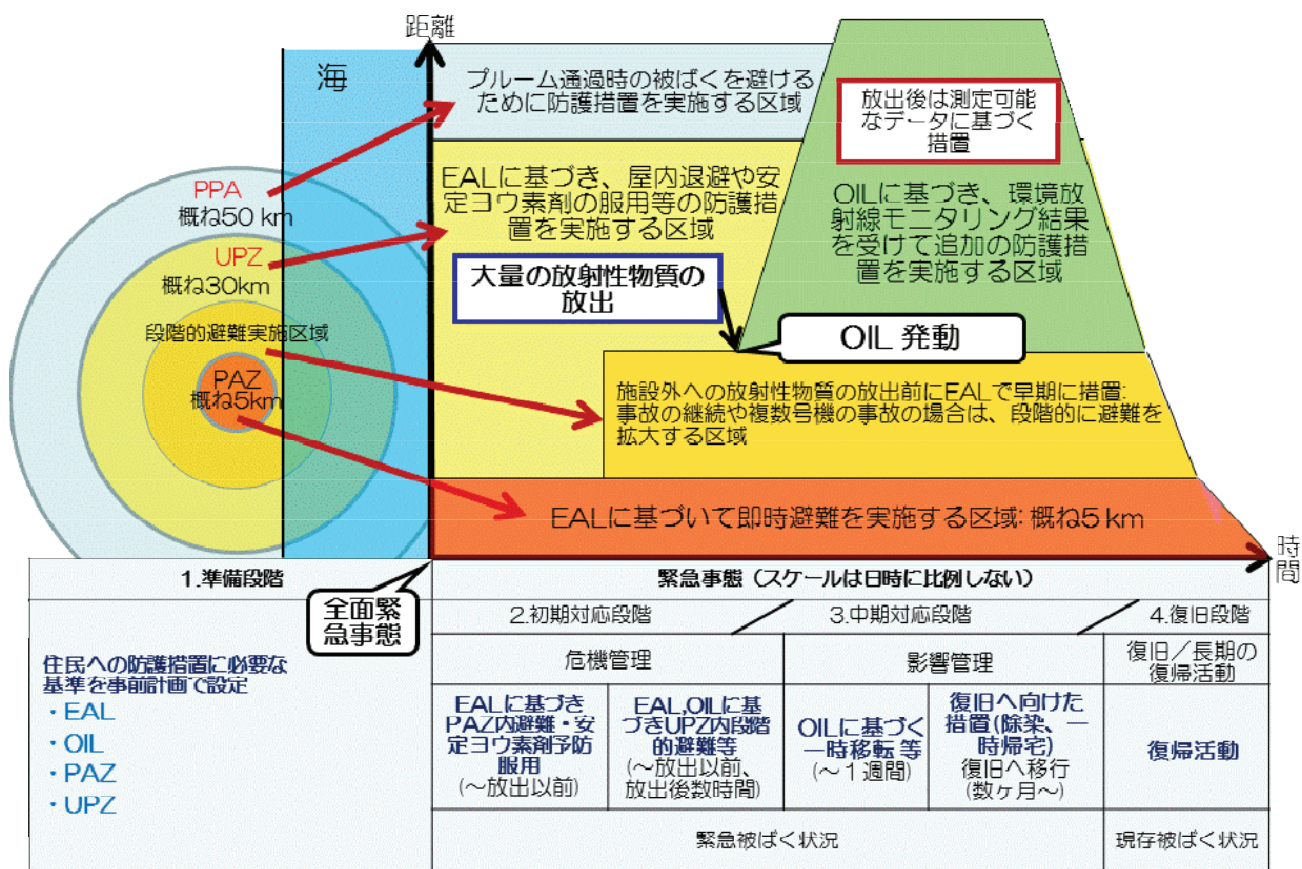 距離
海
プルーム通過時の被ばくを避ける
ために防護措置を実施する区域
放出後は測定可能
なデータに基づく
措置
PPA
概ね50 km
EALに基づき、屋内退避や安
定ヨウ素剤の服用等の防護措
置を実施する区域
OILに基づき、環境放
射線モニタリング結果
を受けて追加の防護措
置を実施する区域
UPZ
概ね30km
大量の放射性物質の
放出
段階的避難実施区域
OIL 発動
PAZ
概ね5km
施設外への放射性物質の放出前にEALで早期に措置:
事故の継続や複数号機の事故の場合は、段階的に避難を
拡大する区域
EALに基づいて即時避難を実施する区域: 概ね5 km
時
間
1.準備段階
全面緊
急事態
緊急事態 (スケールは日時に比例しない)
2.初期対応段階
3.中期対応段階
4.復旧段階
住民への防護措置に必要な
基準を事前計画で設定
・EAL
・OIL
・PAZ
・UPZ
危機管理
影響管理
復旧／長期の
復帰活動
EALに基づき
PAZ内避難・安
定ヨウ素剤予防
服用
(～放出以前)
EAL,OILに基
づきUPZ内段階
的避難等
(～放出以前、
放出後数時間)
OILに基づく
一時移転 等
(～１週間)
復旧へ向けた
措置(除染、一
時帰宅)
復旧へ移行
(数ヶ月～)
復帰活動
緊急被ばく状況
現存被ばく状況